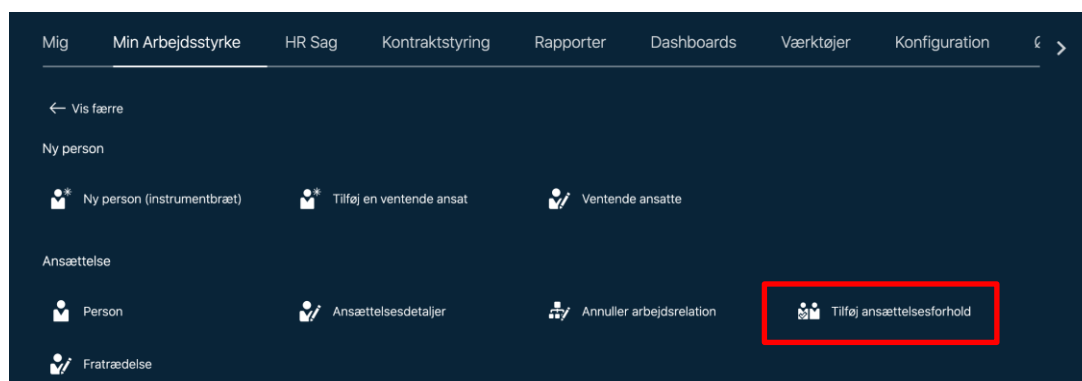 Mig Min Arbejdsstyrke HR Sag Kontraktstyring Rapporter Dashboards Værktøjer Konfiguration
Vis færre
Ny person
Ny person (instrumentbræt) Tilføj en ventende ansat Ventende ansatte
Ansættelse
Person Ansættelsesdetaljer Annuller arbejdsrelation Tilføj ansættelsesforhold
Fratrædelse